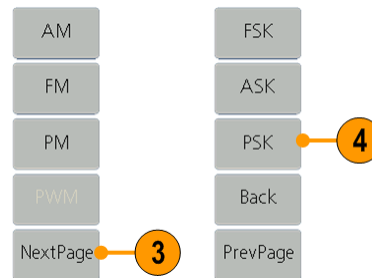 AM
FM
PM
PWM
NextPage
3
FSK
ASK
PSK
4
Back
PrevPage